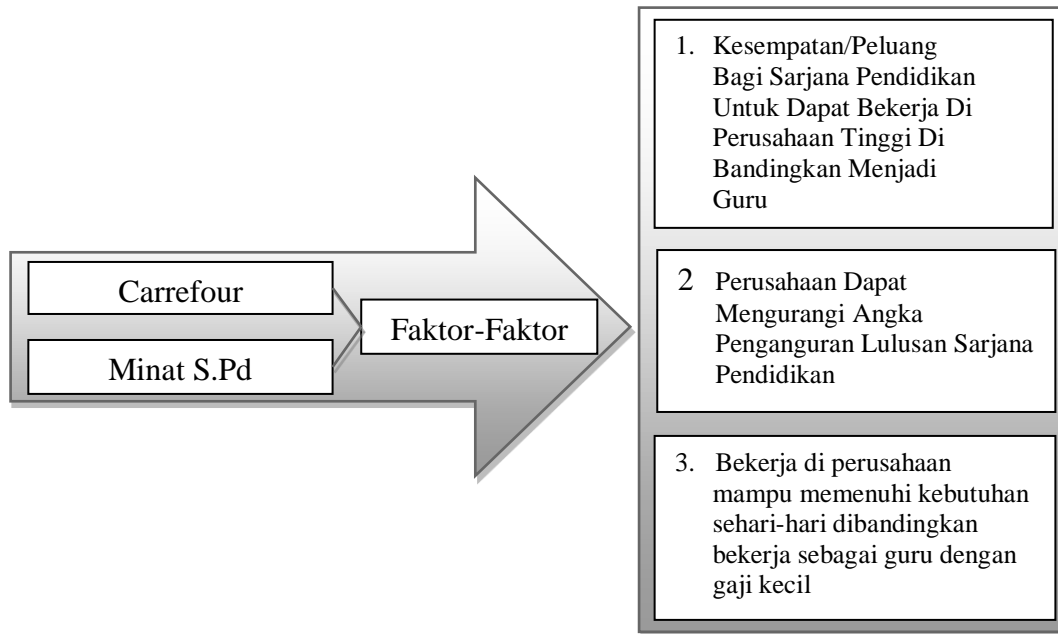 Carrefour
Minat S.Pd
Faktor-Faktor
1. Kesempatan/Peluang
Bagi Sarjana Pendidikan
Untuk Dapat Bekerja Di
Perusahaan Tinggi Di
Bandingkan Menjadi
Guru
2 Perusahaan Dapat
Mengurangi Angka
Penganguran Lulusan Sarjana
Pendidikan
3. Bekerja di perusahaan
mampu memenuhi kebutuhan
sehari-hari dibandingkan
bekerja sebagai guru dengan
gaji kecil